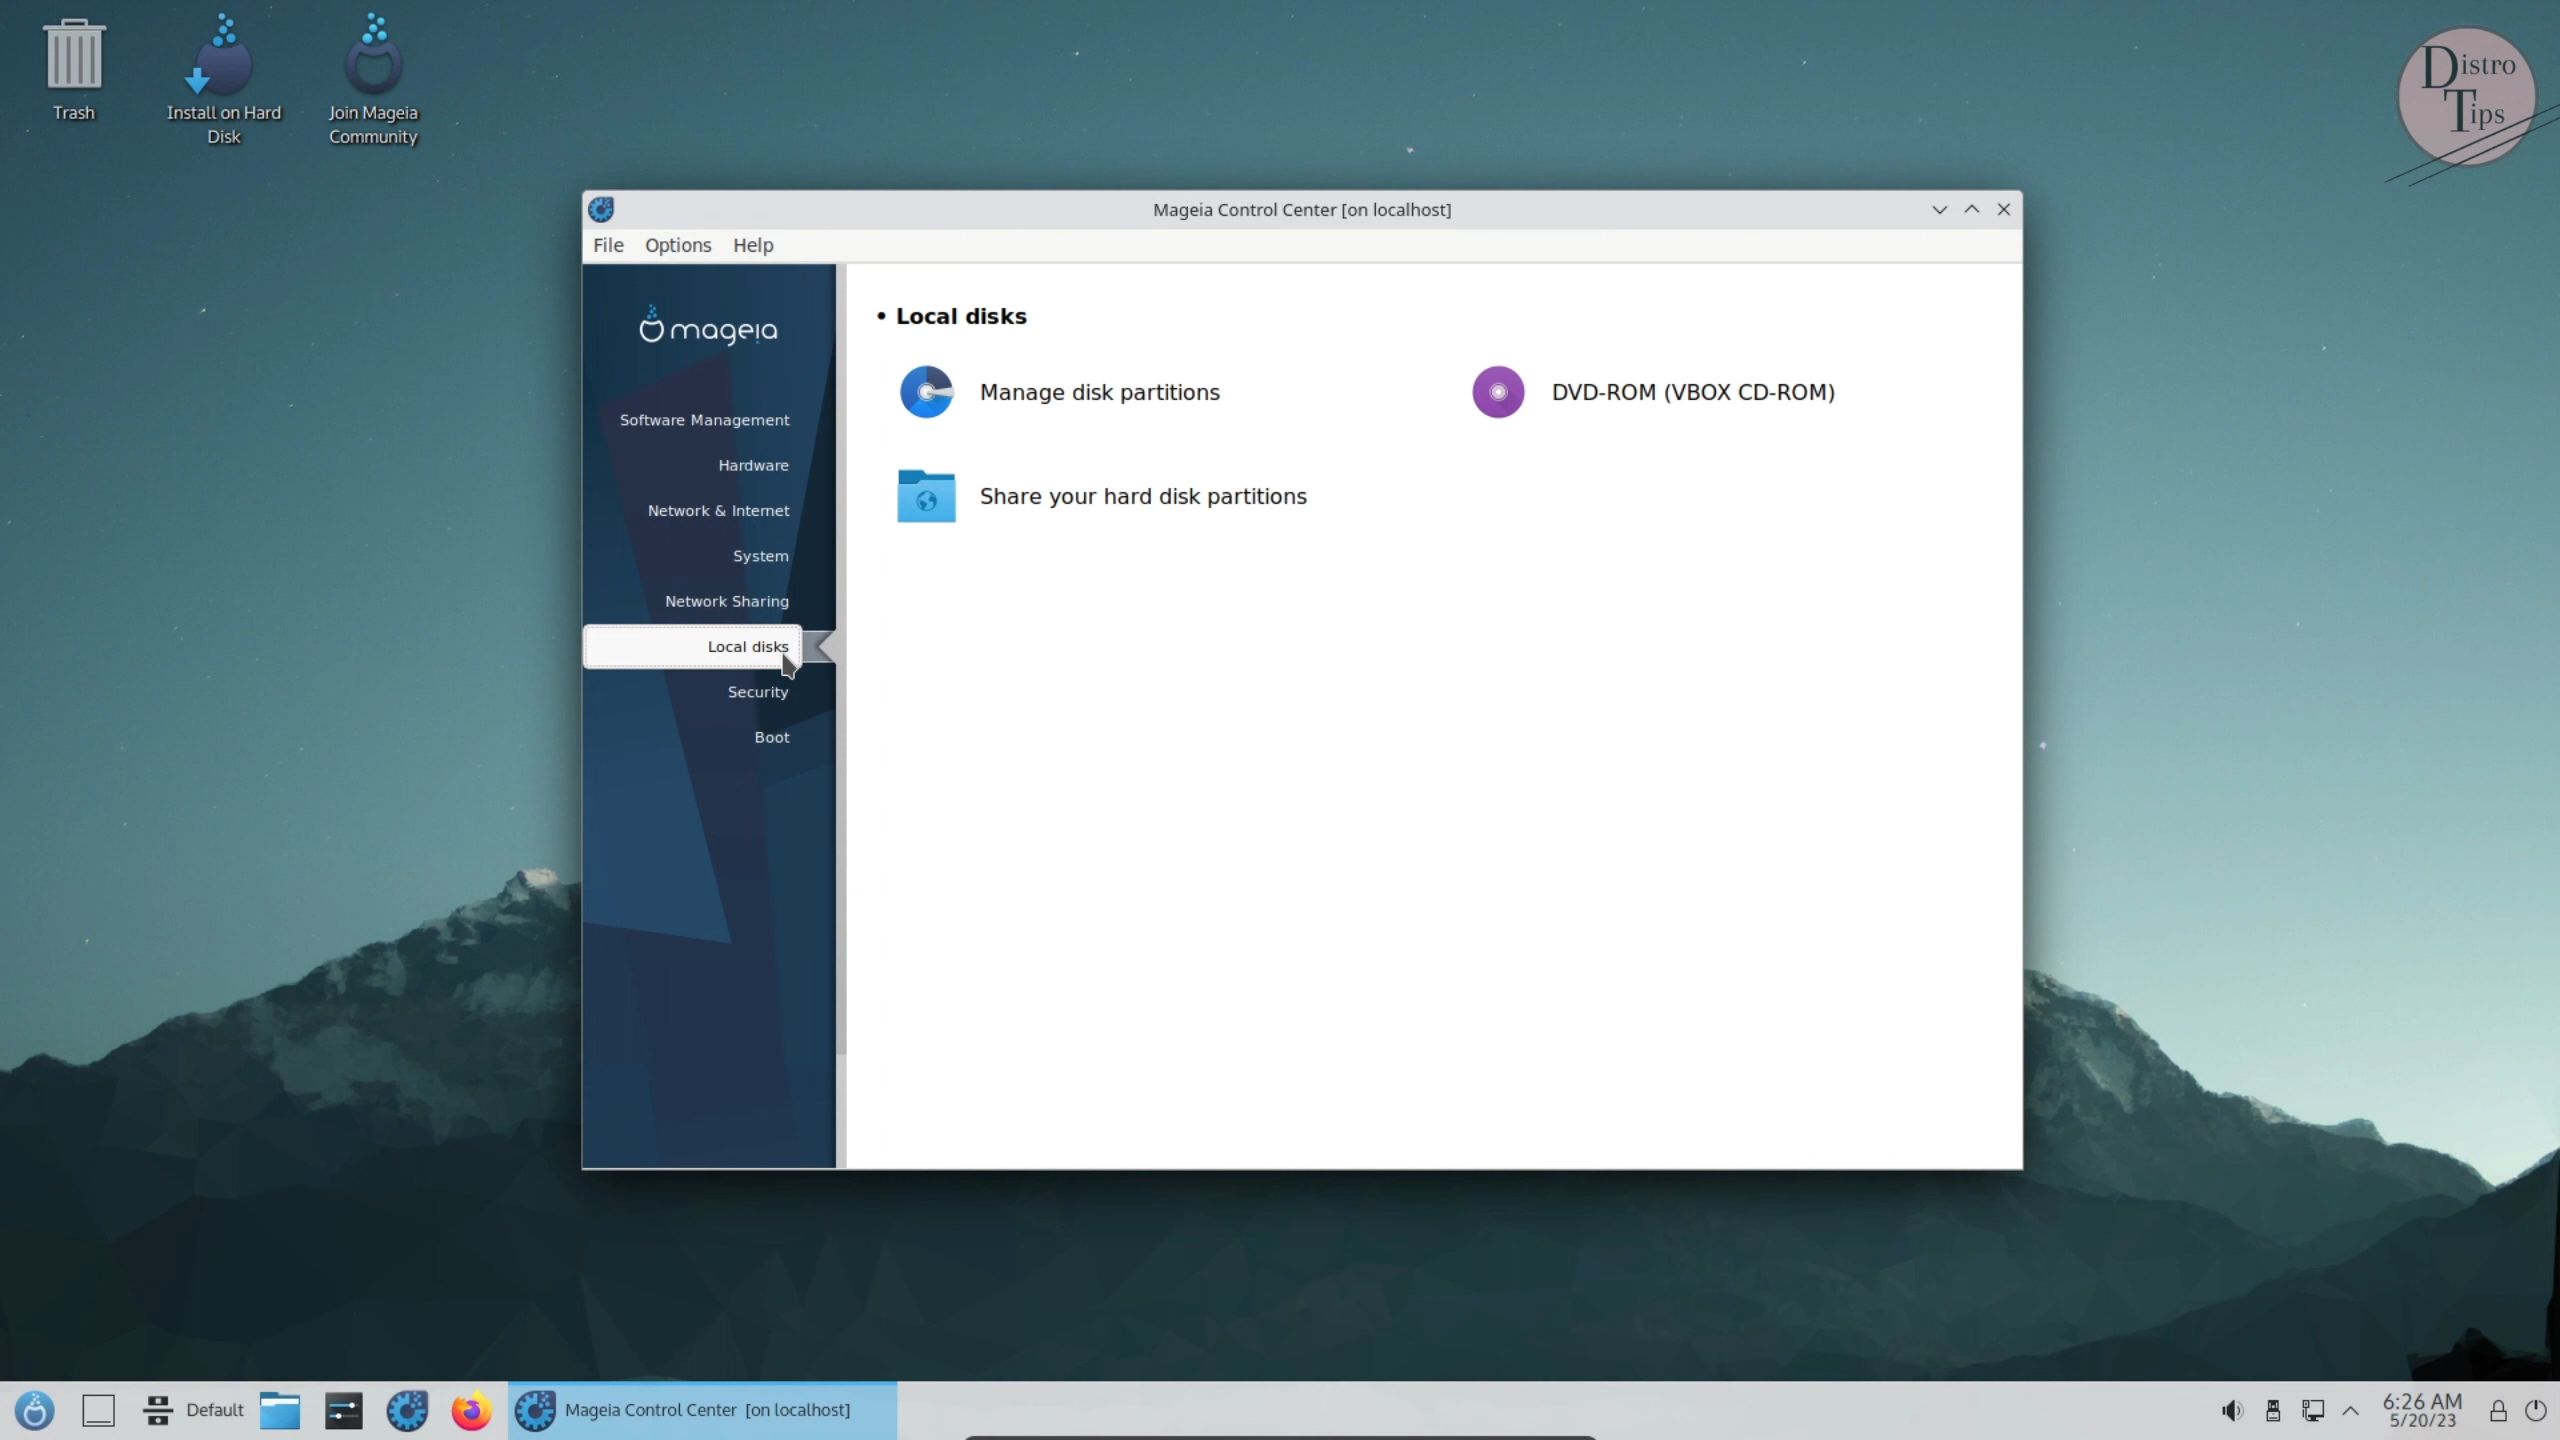 Trash
Install on Hard
Disk
Join Mageia
Community
Distro
Tips
Mageia Control Center [on localhost]
File Options Help
mageia
Software Management
Hardware
Network & Internet
System
Network Sharing
Local disks
Security
Boot
• Local disks
Manage disk partitions
DVD-ROM (VBOX CD-ROM)
Share your hard disk partitions
Default
Mageia Control Center [on localhost]
6:26 AM
5/20/23